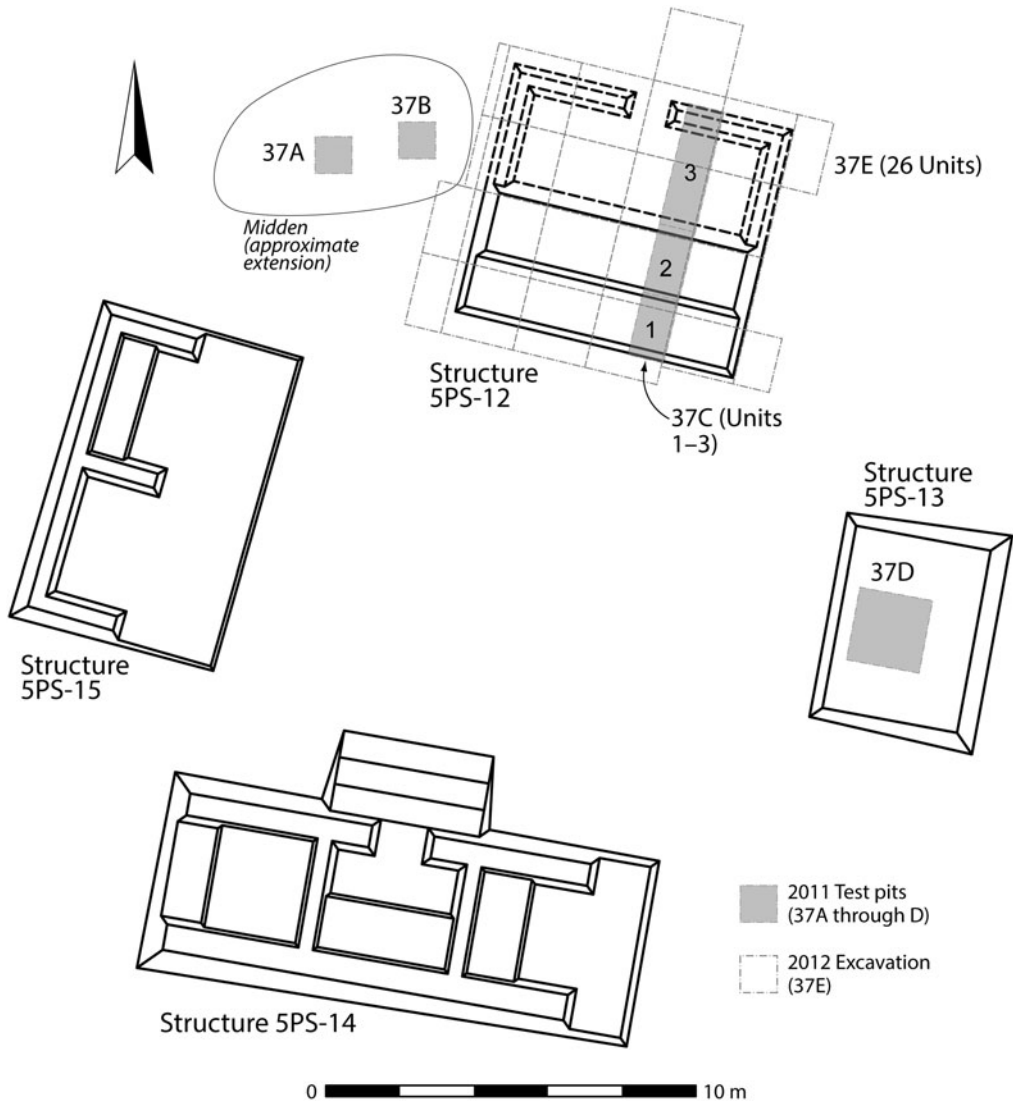 37B
37A
Midden
(approximate
extension)
3
37E (26 Units)
2
1
Structure
5PS-12
37C (Units
1–3)
Structure
5PS-13
37D
Structure
5PS-15
2011 Test pits
(37A through D)
2012 Excavation
(37E)
Structure 5PS-14
0 10 m